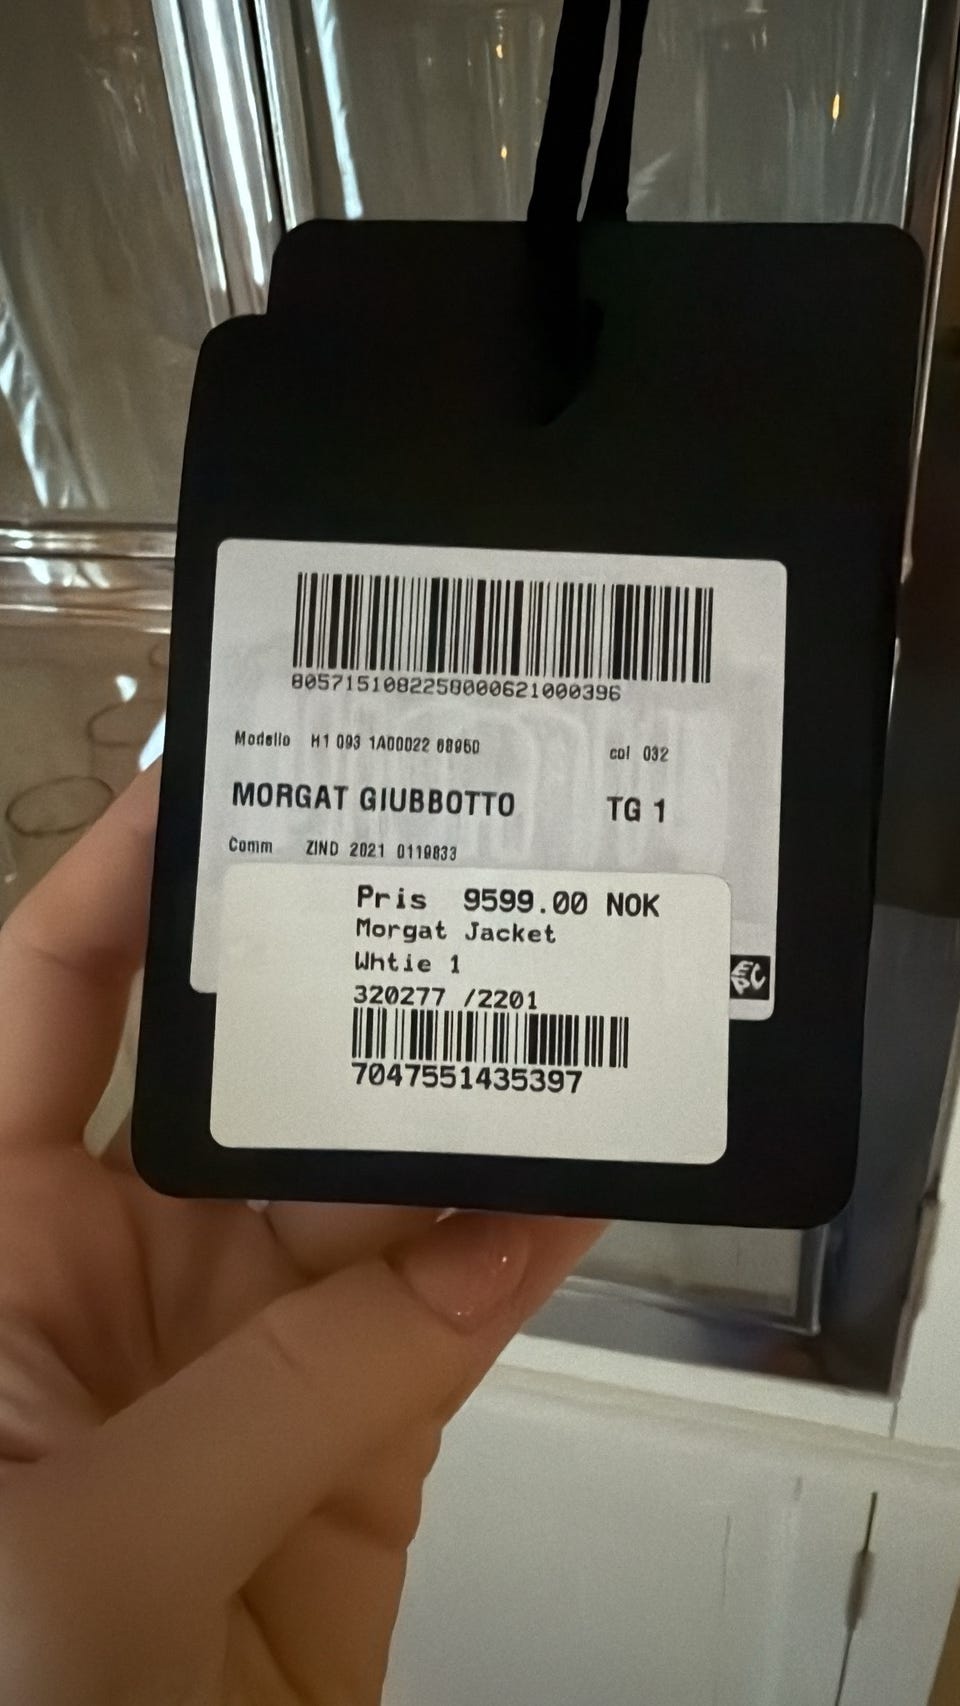 8057151082258000621000396
Modello H1 093 1A00022 68950
col 032
MORGAT GIUBBOTTO
TG 1
Comm ZIND 2021 0119833
Pris 9599.00 NOK
Morgat Jacket
Whtie 1
320277 /2201
7047551435397